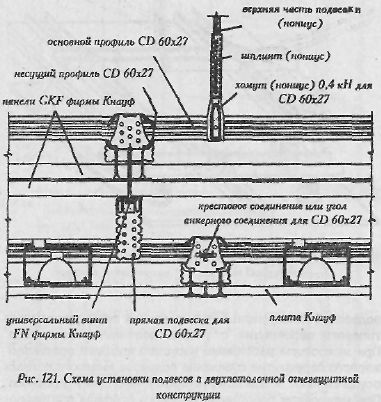 верхняя часть подвески
(нониус)
основной профиль CD 60x27
шплинт (нониус)
несущий профиль CD 60x27
хомут (нониус) 0,4 кН для
CD 60x27
панели GKF фирмы Кнауф
крестовое соединение или угол
анкерного соединения для CD 60x27
универсальный винт
FN фирмы Кнауф
прямая подвеска для
CD 60x27
плита Кнауф
Рис. 121. Схема установки подвесов в двухпотолочной огнезащитной
конструкции